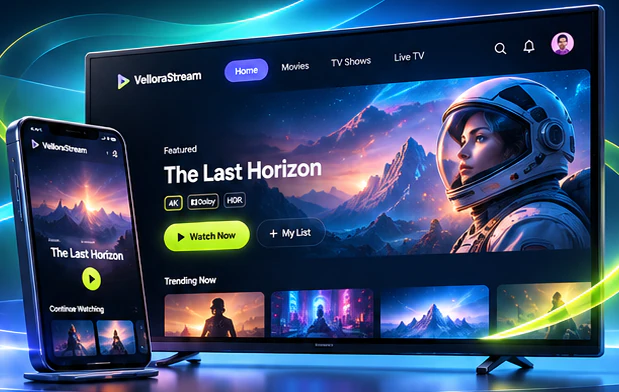 VelloraStream
Home
Movies
TV Shows
Live TV
Featured
The Last Horizon
4K
Dolby
HDR
Watch Now
+ My List
Trending Now
VelloraStream
The Last Horizon
Continue Watching